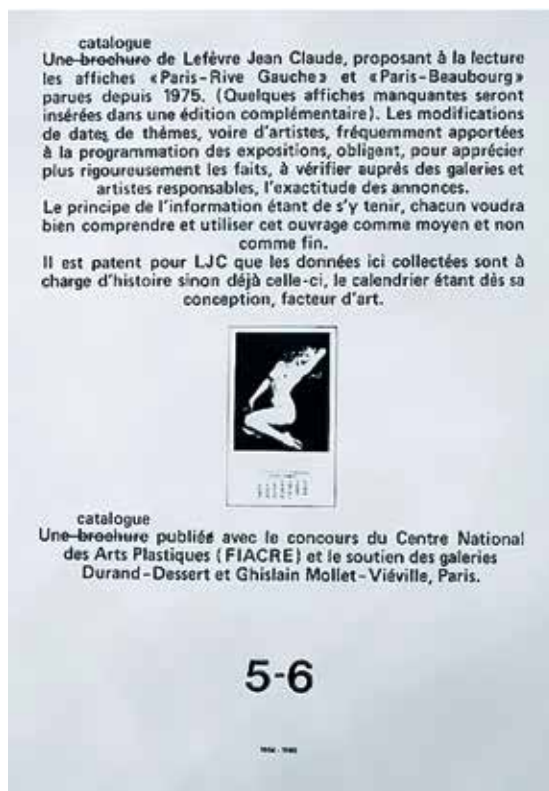 catalogue
Une brochure de Lefèvre Jean Claude, proposant à la lecture
les affiches «Paris-Rive Gauche» et «Paris-Beaubourg»
parues depuis 1975. (Quelques affiches manquantes seront
insérées dans une édition complémentaire). Les modifications
de dates de thèmes, voire d'artistes, fréquemment apportées
à la programmation des expositions, obligent, pour apprécier
plus rigoureusement les faits, à vérifier auprès des galeries et
artistes responsables, l'exactitude des annonces.
Le principe de l'information étant de s'y tenir, chacun voudra
bien comprendre et utiliser cet ouvrage comme moyen et non
comme fin.
Il est patent pour LJC que les données ici collectées sont à
charge d'histoire sinon déjà celle-ci, le calendrier étant dès sa
conception, facteur d'art.
catalogue
Une brochure publié avec le concours du Centre National
des Arts Plastiques (FIACRE) et le soutien des galeries
Durand-Dessert et Ghislain Mollet-Viéville, Paris.
5-6